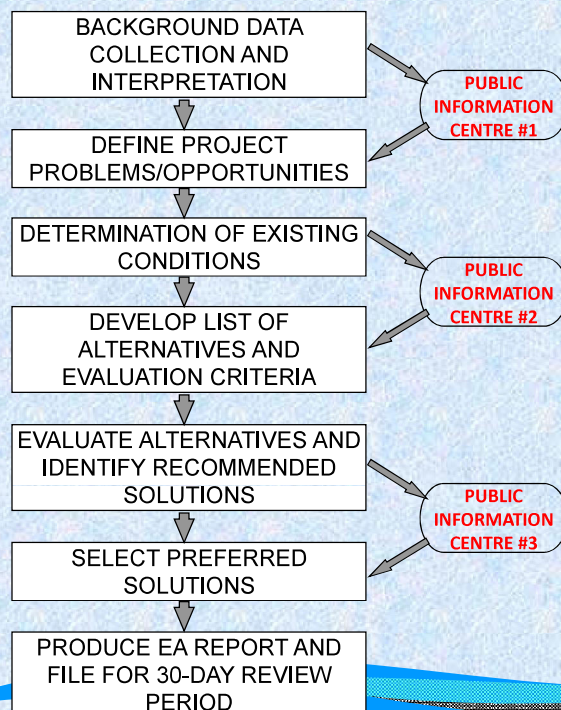 BACKGROUND DATA
COLLECTION AND
INTERPRETATION
PUBLIC
INFORMATION
CENTRE #1
DEFINE PROJECT
PROBLEMS/OPPORTUNITIES
DETERMINATION OF EXISTING
CONDITIONS
PUBLIC
INFORMATION
CENTRE #2
DEVELOP LIST OF
ALTERNATIVES AND
EVALUATION CRITERIA
EVALUATE ALTERNATIVES AND
IDENTIFY RECOMMENDED
SOLUTIONS
PUBLIC
INFORMATION
CENTRE #3
SELECT PREFERRED
SOLUTIONS
PRODUCE EA REPORT AND
FILE FOR 30-DAY REVIEW
PERIOD